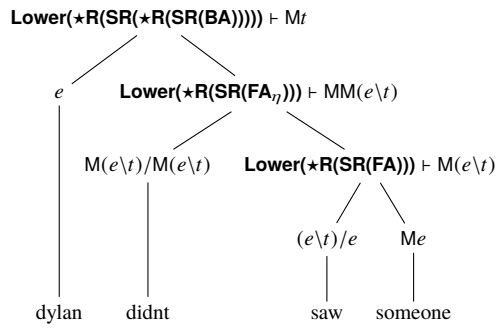 Lower(★R(SR(★R(SR(BA))))) ⊢ Mt
e Lower(★R(SR(FAη))) ⊢ MM(e\t)
M(e\t)/M(e\t) Lower(★R(SR(FA))) ⊢ M(e\t)
(e\t)/e Me
dylan didnt saw someone